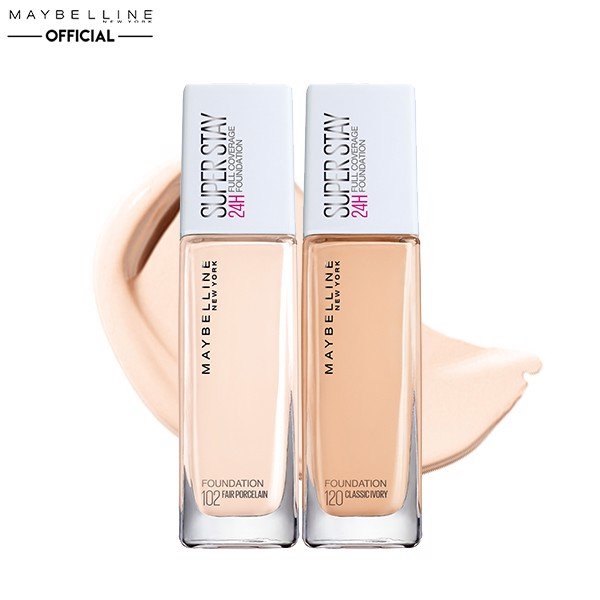 MAYBELLINE
NEW YORK
OFFICIAL
SUPER STAY
24H FULL COVERAGE
FOUNDATION
MAYBELLINE
NEW YORK
FOUNDATION
102 FAIR PORCELAIN
SUPER STAY
24H FULL COVERAGE
FOUNDATION
MAYBELLINE
NEW YORK
FOUNDATION
120 CLASSIC IVORY